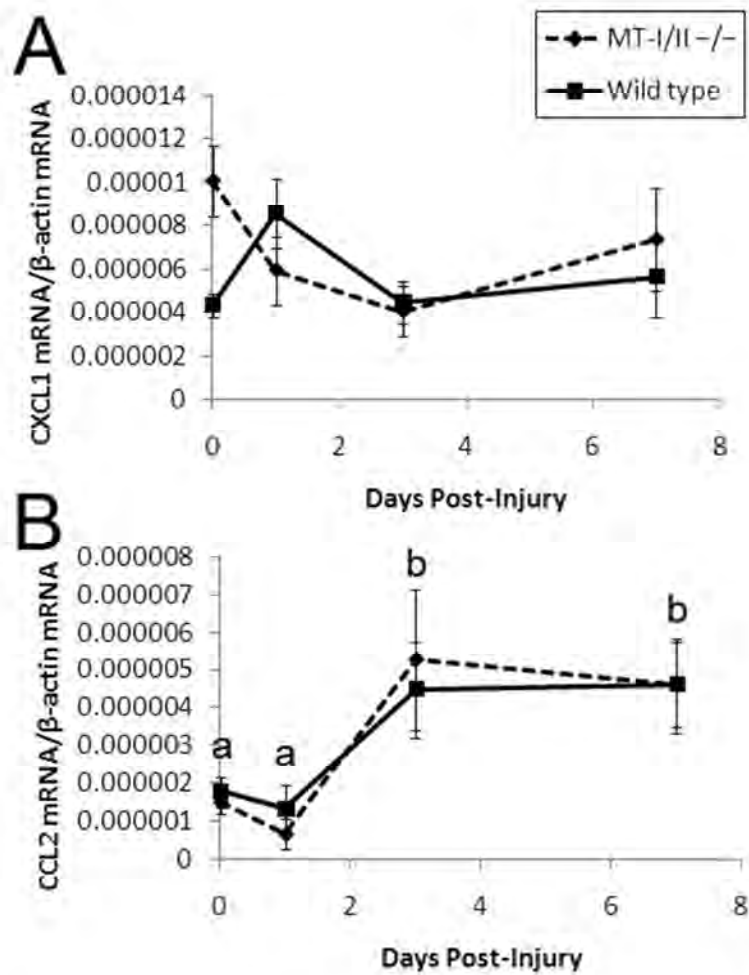 A
MT-I/II −/−
Wild type
CXCL1 mRNA/β-actin mRNA
0.000014
0.000012
0.00001
0.000008
0.000006
0.000004
0.000002
0
0 2 4 6 8
Days Post-Injury
B
CCL2 mRNA/β-actin mRNA
0.000008
0.000007
0.000006
0.000005
0.000004
0.000003
0.000002
0.000001
0
a a b b
0 2 4 6 8
Days Post-Injury